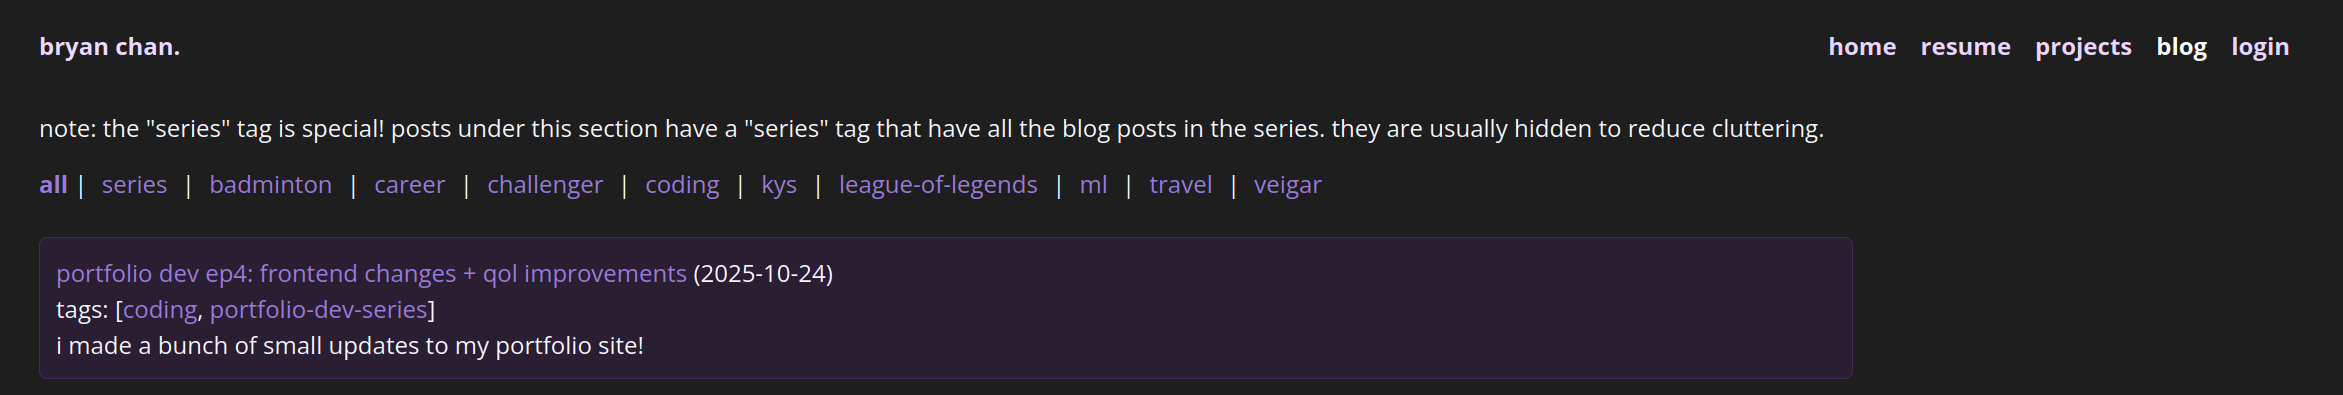 bryan chan. home resume projects blog login
note: the "series" tag is special! posts under this section have a "series" tag that have all the blog posts in the series. they are usually hidden to reduce cluttering.
all | series | badminton | career | challenger | coding | kys | league-of-legends | ml | travel | veigar
portfolio dev ep4: frontend changes + qol improvements (2025-10-24)
tags: [coding, portfolio-dev-series]
i made a bunch of small updates to my portfolio site!